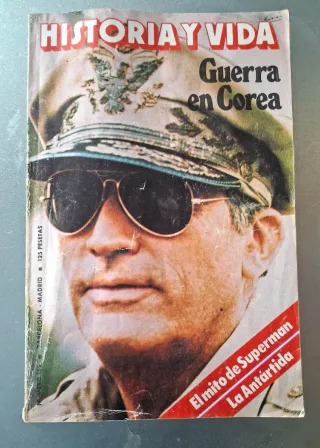 HISTORIA Y VIDA
Guerra
en Corea
BARCELONA - MADRID ■ 125 PESETAS
El mito de Superman
La Antártida